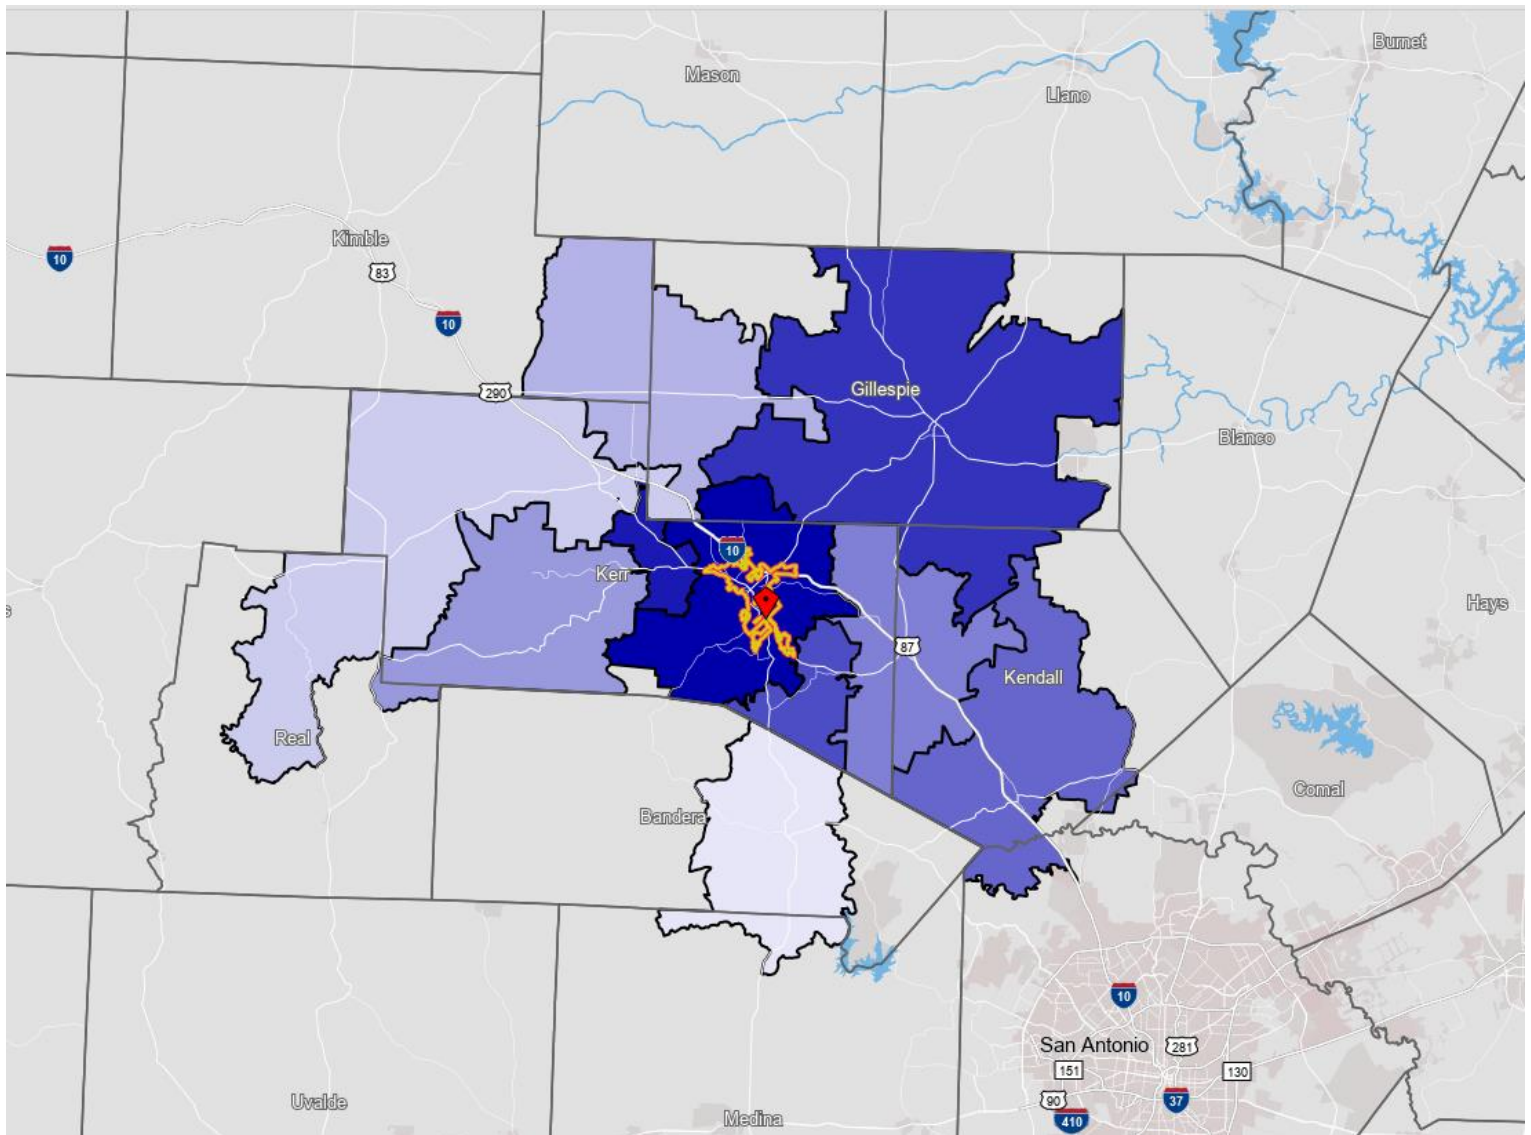 Burnet
Mason
Llano
Kimble
10
83
10
290
Gillespie
Blanco
10
Kerr
Hays
s
87
Kendall
Real
Comal
Bandera
10
San Antonio
281
151
130
90
37
410
Uvalde
Medina